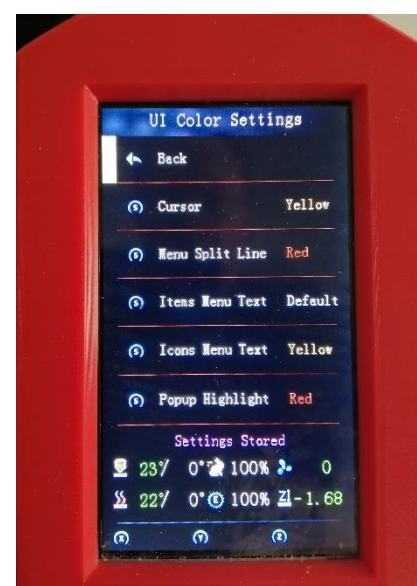 UI Color Settings
Back
S Cursor Yellow
S Menu Split Line Red
S Items Menu Text Default
S Icons Menu Text Yellow
S Popup Highlight Red
Settings Stored
23°/ 0° 100% 0
22°/ 0° E 100% Z -1.68
X Y Z